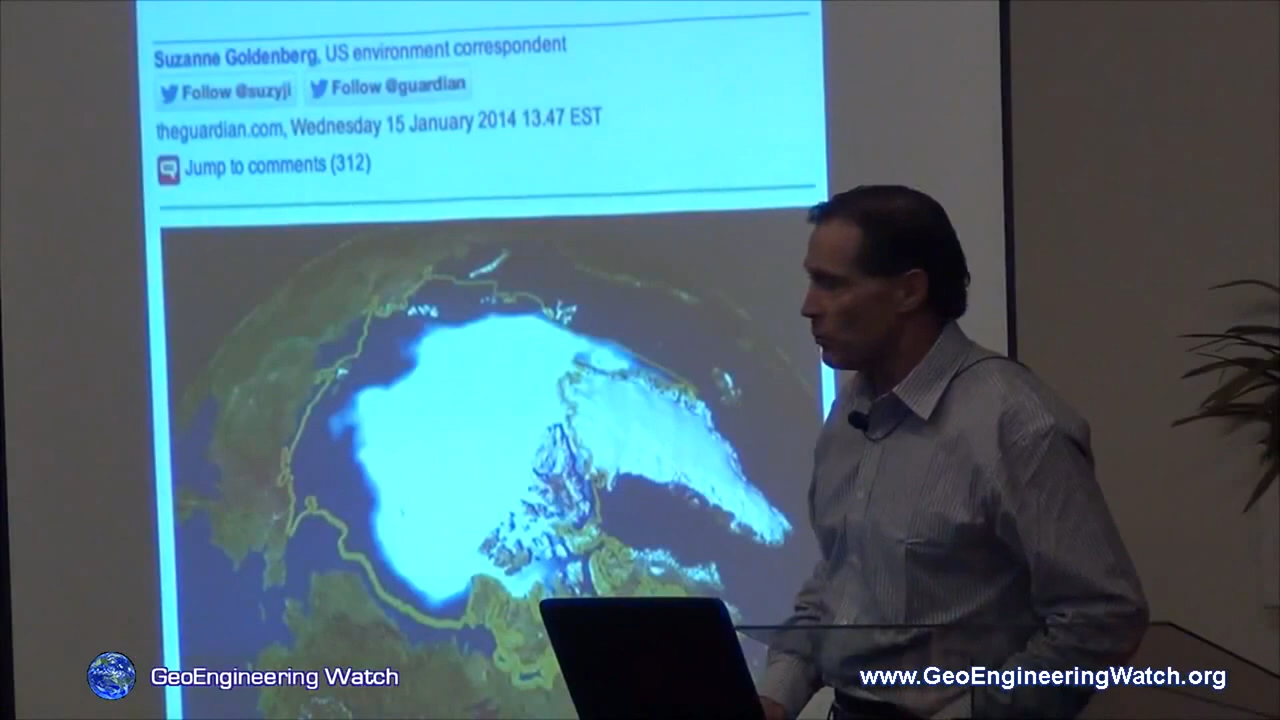 Suzanne Goldenberg, US environment correspondent
Follow @suzyji Follow @guardian
theguardian.com, Wednesday 15 January 2014 13.47 EST
Jump to comments (312)
GeoEngineering Watch
www.GeoEngineeringWatch.org